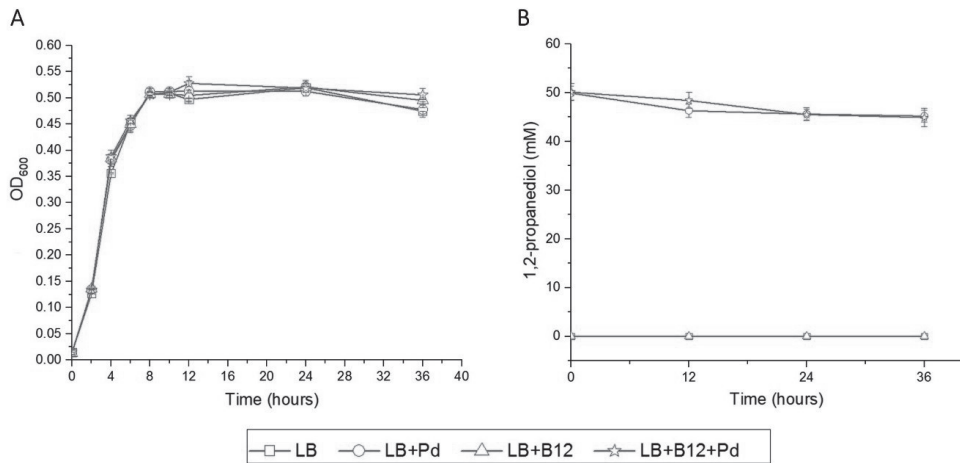 A
B
OD600
0.60
0.55
0.50
0.45
0.40
0.35
0.30
0.25
0.20
0.15
0.10
0.05
0.00
0 4 8 12 16 20 24 28 32 36 40
Time (hours)
1,2-propanediol (mM)
60
50
40
30
20
10
0
0 12 24 36
Time (hours)
LB LB+Pd LB+B12 LB+B12+Pd